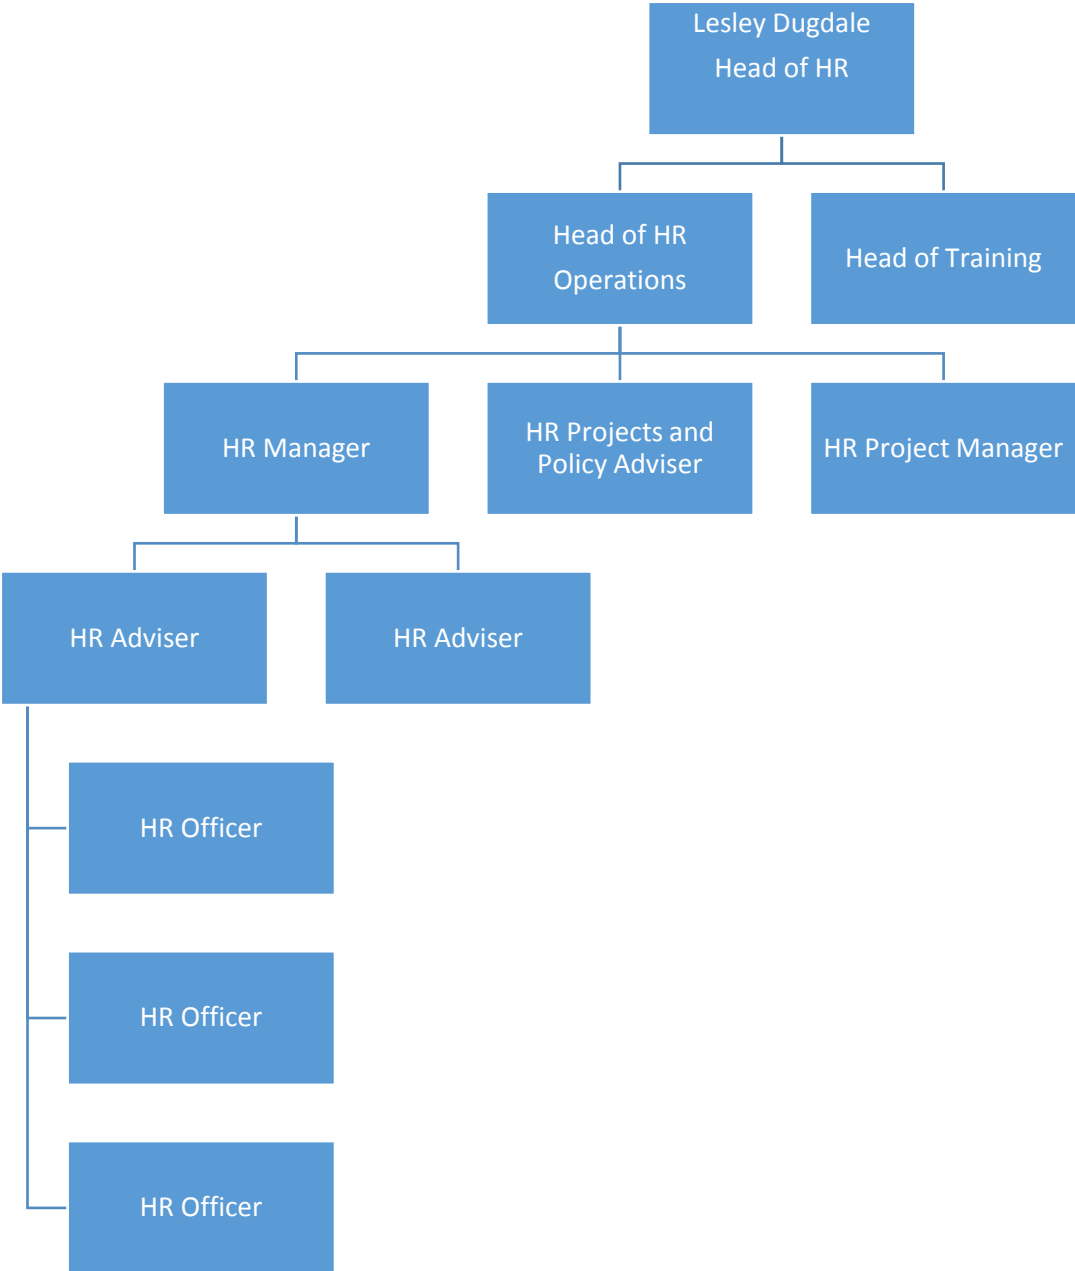 Lesley Dugdale
Head of HR
Head of HR
Operations
Head of Training
HR Manager
HR Projects and
Policy Adviser
HR Project Manager
HR Adviser
HR Adviser
HR Officer
HR Officer
HR Officer